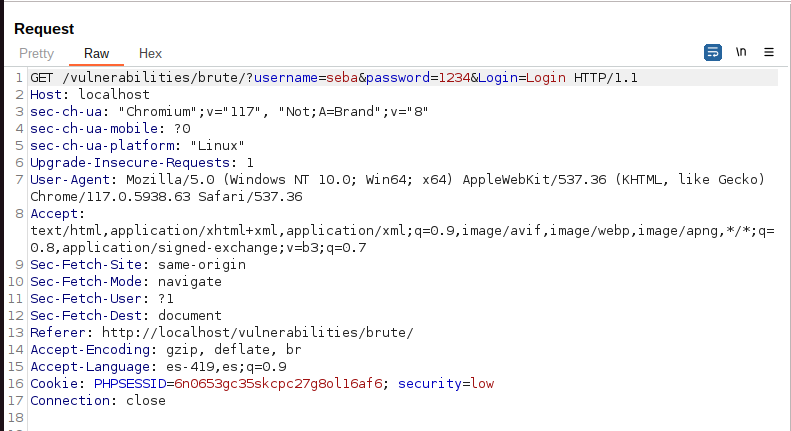 Request
Pretty Raw Hex \n
1 GET /vulnerabilities/brute/?username=seba&password=1234&Login=Login HTTP/1.1
2 Host: localhost
3 sec-ch-ua: "Chromium";v="117", "Not;A=Brand";v="8"
4 sec-ch-ua-mobile: ?0
5 sec-ch-ua-platform: "Linux"
6 Upgrade-Insecure-Requests: 1
7 User-Agent: Mozilla/5.0 (Windows NT 10.0; Win64; x64) AppleWebKit/537.36 (KHTML, like Gecko)
Chrome/117.0.5938.63 Safari/537.36
8 Accept:
text/html,application/xhtml+xml,application/xml;q=0.9,image/avif,image/webp,image/apng,*/*;q=
0.8,application/signed-exchange;v=b3;q=0.7
9 Sec-Fetch-Site: same-origin
10 Sec-Fetch-Mode: navigate
11 Sec-Fetch-User: ?1
12 Sec-Fetch-Dest: document
13 Referer: http://localhost/vulnerabilities/brute/
14 Accept-Encoding: gzip, deflate, br
15 Accept-Language: es-419,es;q=0.9
16 Cookie: PHPSESSID=6n0653gc35skcpc27g8ol16af6; security=low
17 Connection: close
18